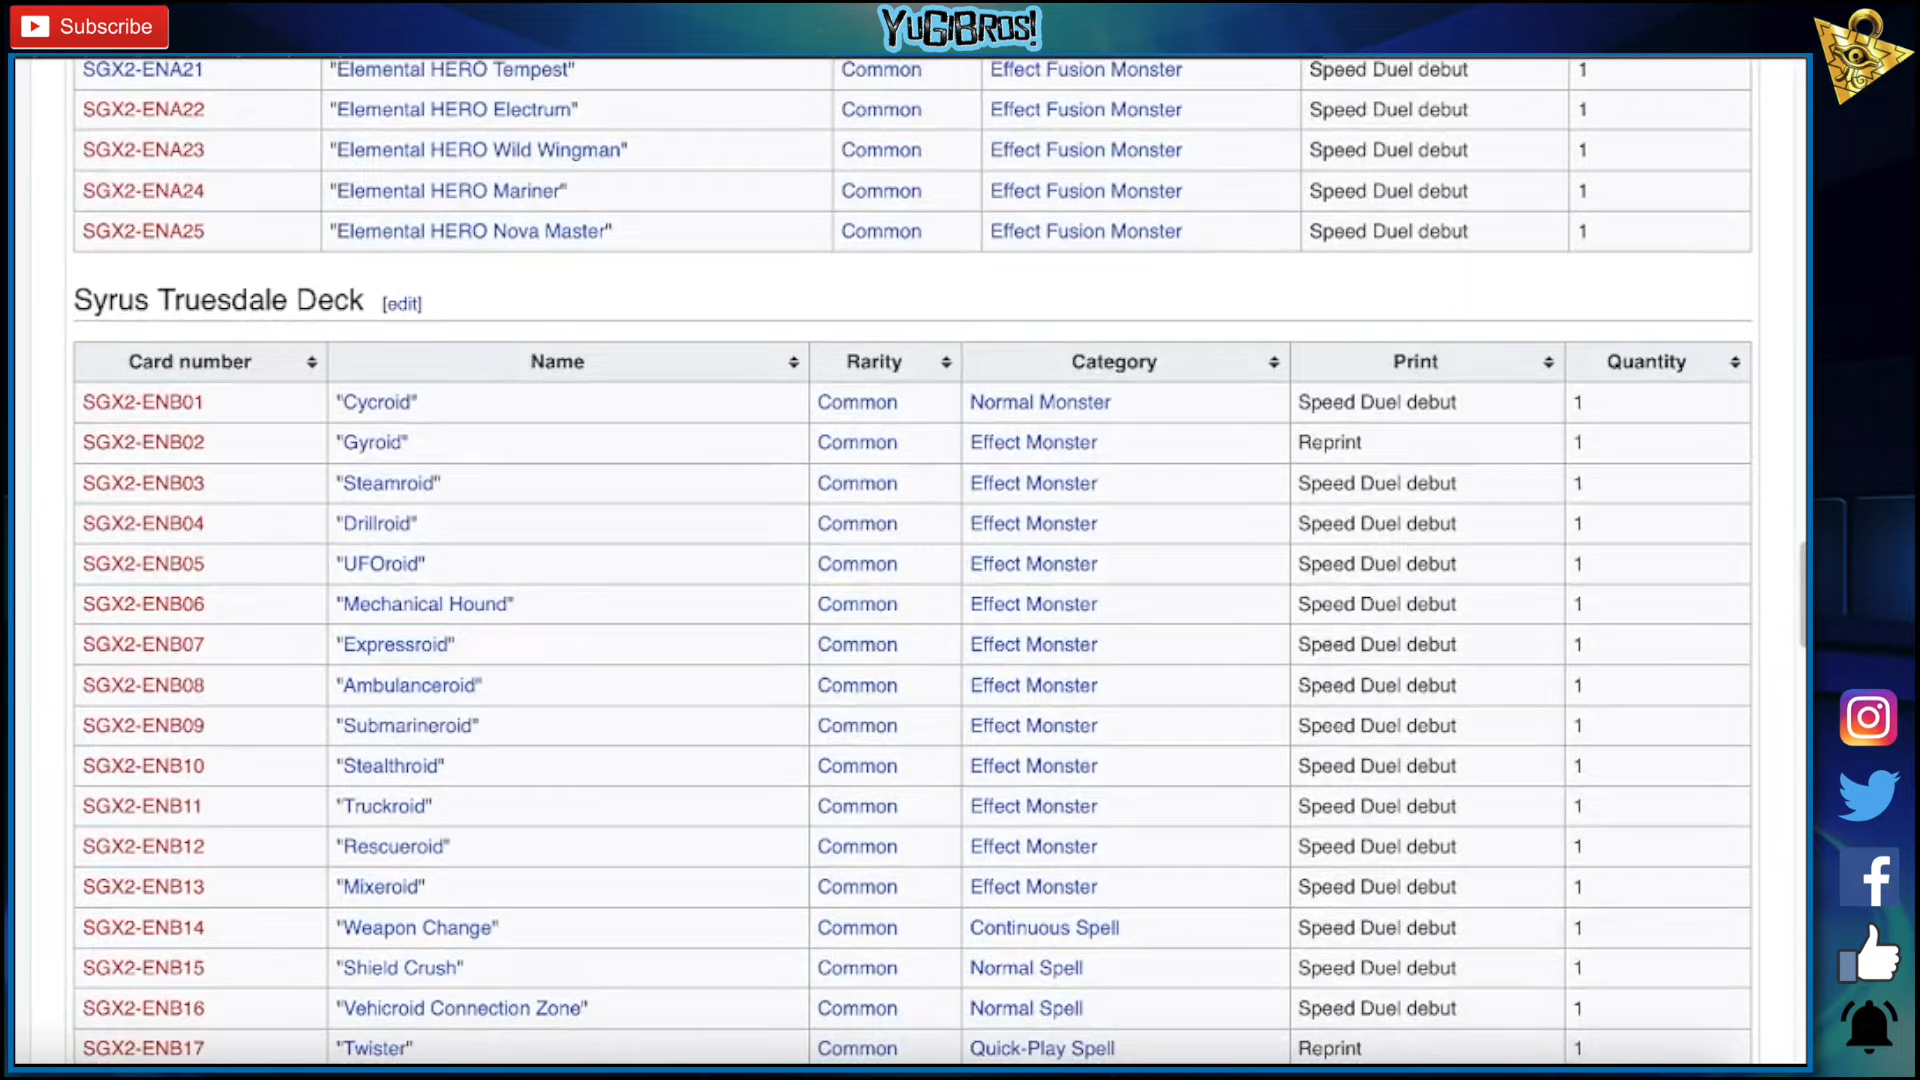 Subscribe
YuGiBros!
SGX2-ENA21 "Elemental HERO Tempest" Common Effect Fusion Monster Speed Duel debut 1
SGX2-ENA22 "Elemental HERO Electrum" Common Effect Fusion Monster Speed Duel debut 1
SGX2-ENA23 "Elemental HERO Wild Wingman" Common Effect Fusion Monster Speed Duel debut 1
SGX2-ENA24 "Elemental HERO Mariner" Common Effect Fusion Monster Speed Duel debut 1
SGX2-ENA25 "Elemental HERO Nova Master" Common Effect Fusion Monster Speed Duel debut 1
Syrus Truesdale Deck [edit]
Card number Name Rarity Category Print Quantity
SGX2-ENB01 "Cycroid" Common Normal Monster Speed Duel debut 1
SGX2-ENB02 "Gyroid" Common Effect Monster Reprint 1
SGX2-ENB03 "Steamroid" Common Effect Monster Speed Duel debut 1
SGX2-ENB04 "Drillroid" Common Effect Monster Speed Duel debut 1
SGX2-ENB05 "UFOroid" Common Effect Monster Speed Duel debut 1
SGX2-ENB06 "Mechanical Hound" Common Effect Monster Speed Duel debut 1
SGX2-ENB07 "Expressroid" Common Effect Monster Speed Duel debut 1
SGX2-ENB08 "Ambulanceroid" Common Effect Monster Speed Duel debut 1
SGX2-ENB09 "Submarineroid" Common Effect Monster Speed Duel debut 1
SGX2-ENB10 "Stealthroid" Common Effect Monster Speed Duel debut 1
SGX2-ENB11 "Truckroid" Common Effect Monster Speed Duel debut 1
SGX2-ENB12 "Rescueroid" Common Effect Monster Speed Duel debut 1
SGX2-ENB13 "Mixeroid" Common Effect Monster Speed Duel debut 1
SGX2-ENB14 "Weapon Change" Common Continuous Spell Speed Duel debut 1
SGX2-ENB15 "Shield Crush" Common Normal Spell Speed Duel debut 1
SGX2-ENB16 "Vehicroid Connection Zone" Common Normal Spell Speed Duel debut 1
SGX2-ENB17 "Twister" Common Quick-Play Spell Reprint 1